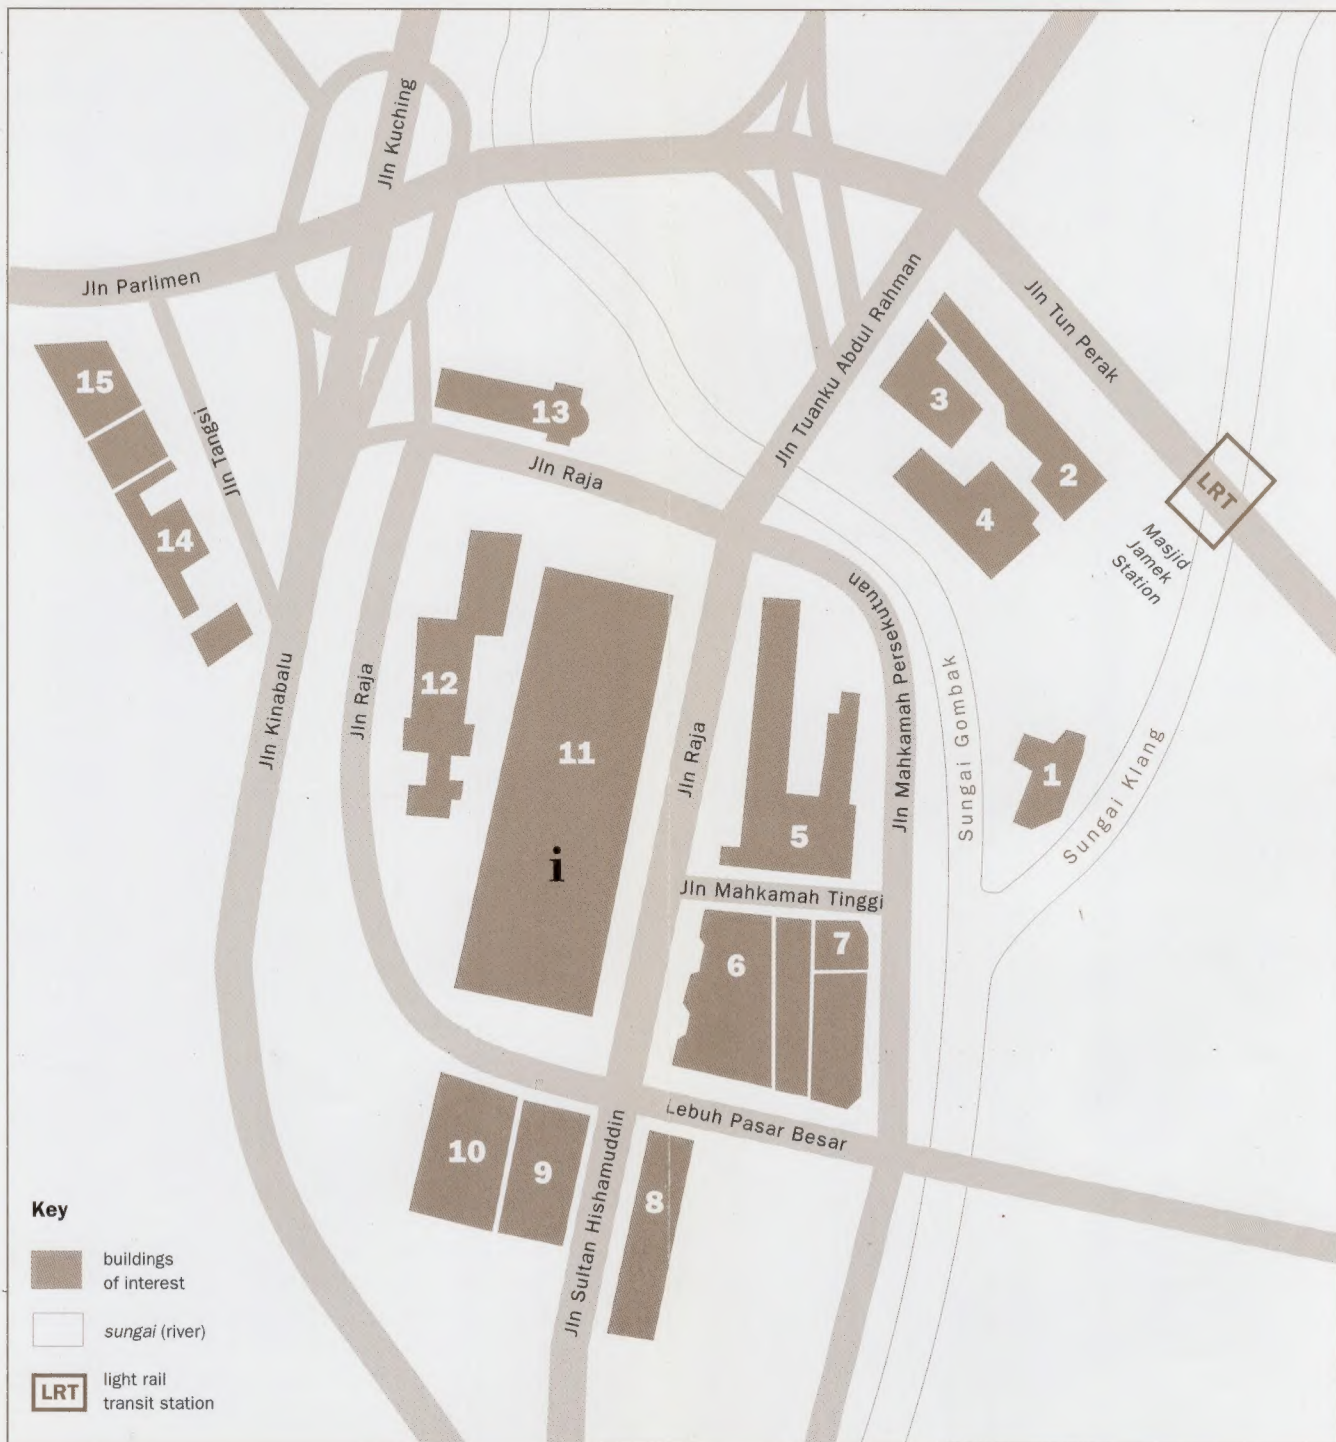 Jln Kuching
Jln Parlimen
Jln Tangsi
Jln Tuanku Abdul Rahman
Jln Tun Perak
LRT
Masjid
Jamek
Station
15
14
13
3
2
4
Jln Raja
Jln Kinabalu
Jln Raja
12
11
i
Jln Raja
5
Jln Mahkamah Persekutuan
Sungai Gombak
1
Sungai Klang
Jln Mahkamah Tinggi
6
7
Lebuh Pasar Besar
10
9
8
Jln Sultan Hishamuddin
Key
buildings
of interest
sungai (river)
LRT
light rail
transit station